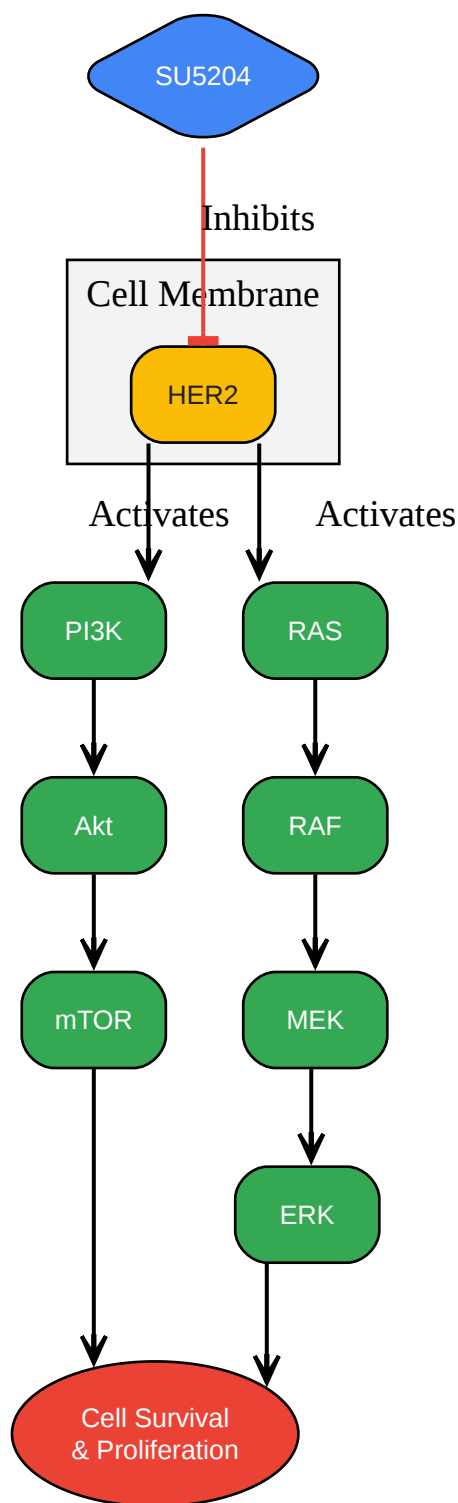 SU5204
Inhibits
Cell Membrane
HER2
Activates
Activates
PI3K
RAS
Akt
RAF
mTOR
MEK
ERK
Cell Survival
& Proliferation